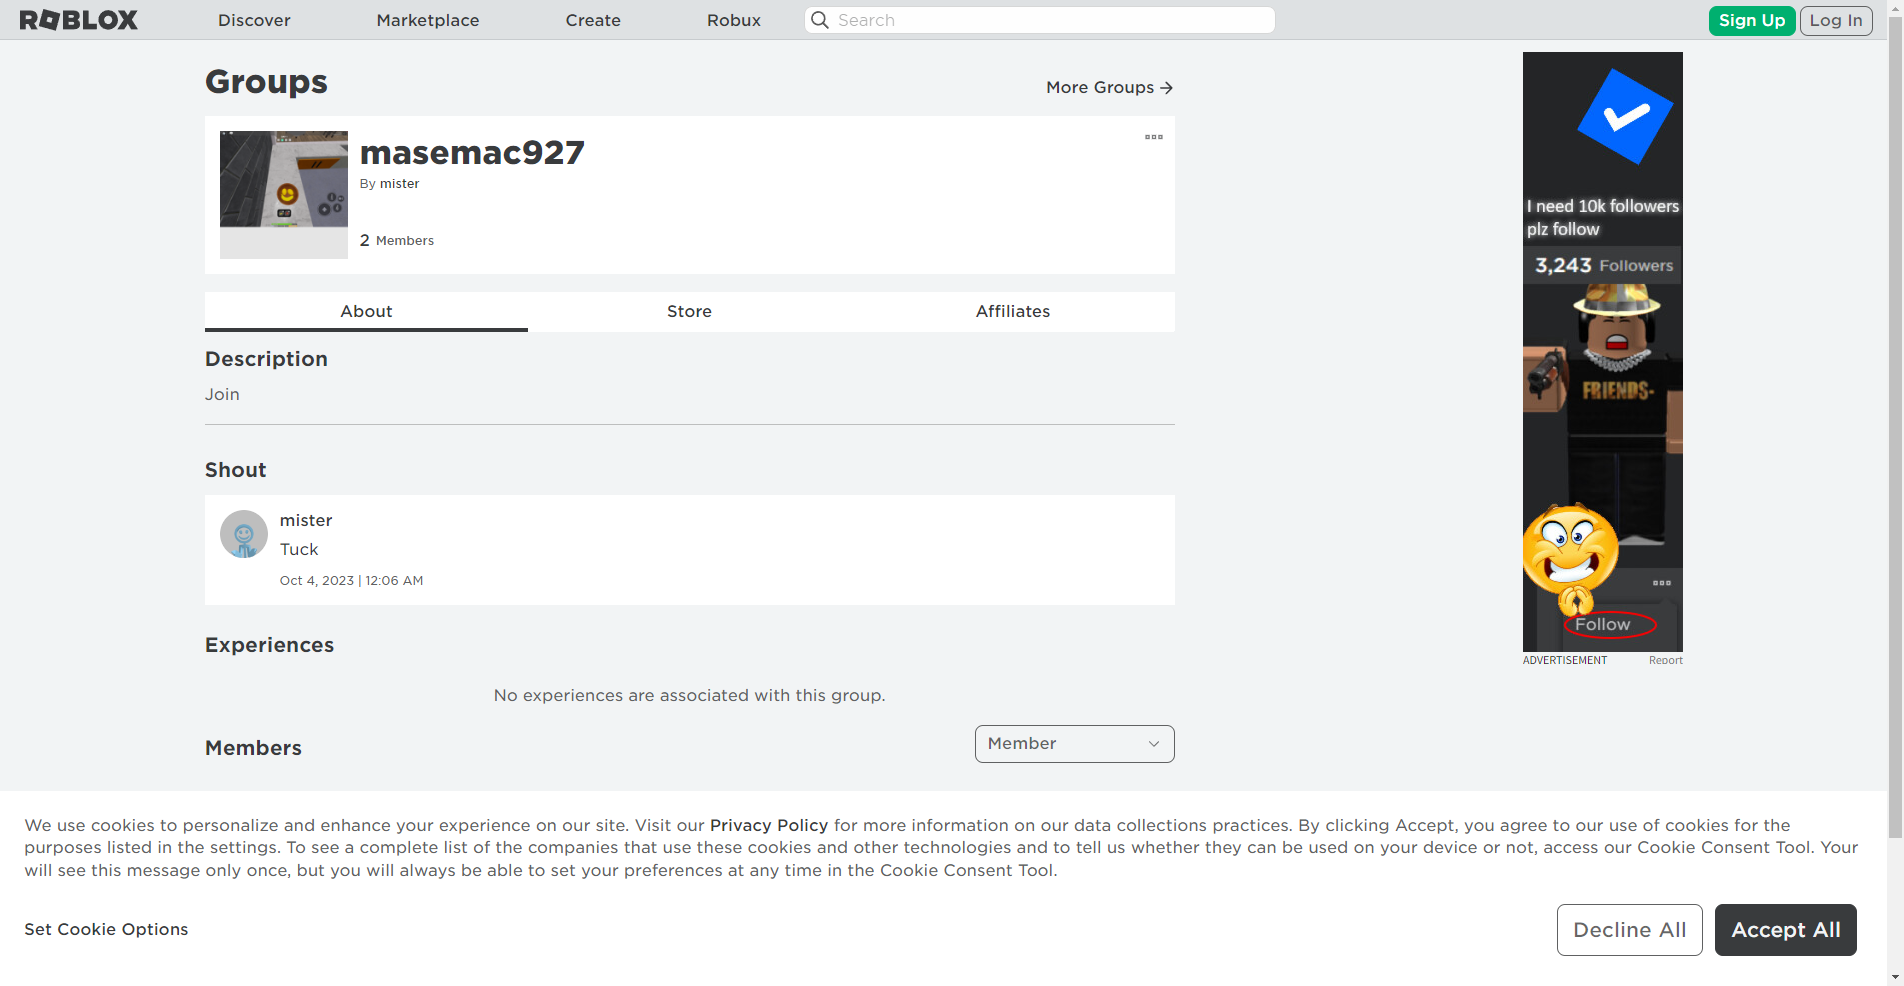 ROBLOX
Discover
Marketplace
Create
Robux
Search
Sign Up
Log In
Groups
More Groups
masemac927
By mister
2 Members
About
Store
Affiliates
Description
Join
Shout
mister
Tuck
Oct 4, 2023 | 12:06 AM
Experiences
No experiences are associated with this group.
Members
Member
I need 10k followers
plz follow
3,243 Followers
FRIENDS-
Follow
ADVERTISEMENT
Report
We use cookies to personalize and enhance your experience on our site. Visit our Privacy Policy for more information on our data collections practices. By clicking Accept, you agree to our use of cookies for the
purposes listed in the settings. To see a complete list of the companies that use these cookies and other technologies and to tell us whether they can be used on your device or not, access our Cookie Consent Tool. Your
will see this message only once, but you will always be able to set your preferences at any time in the Cookie Consent Tool.
Set Cookie Options
Decline All
Accept All